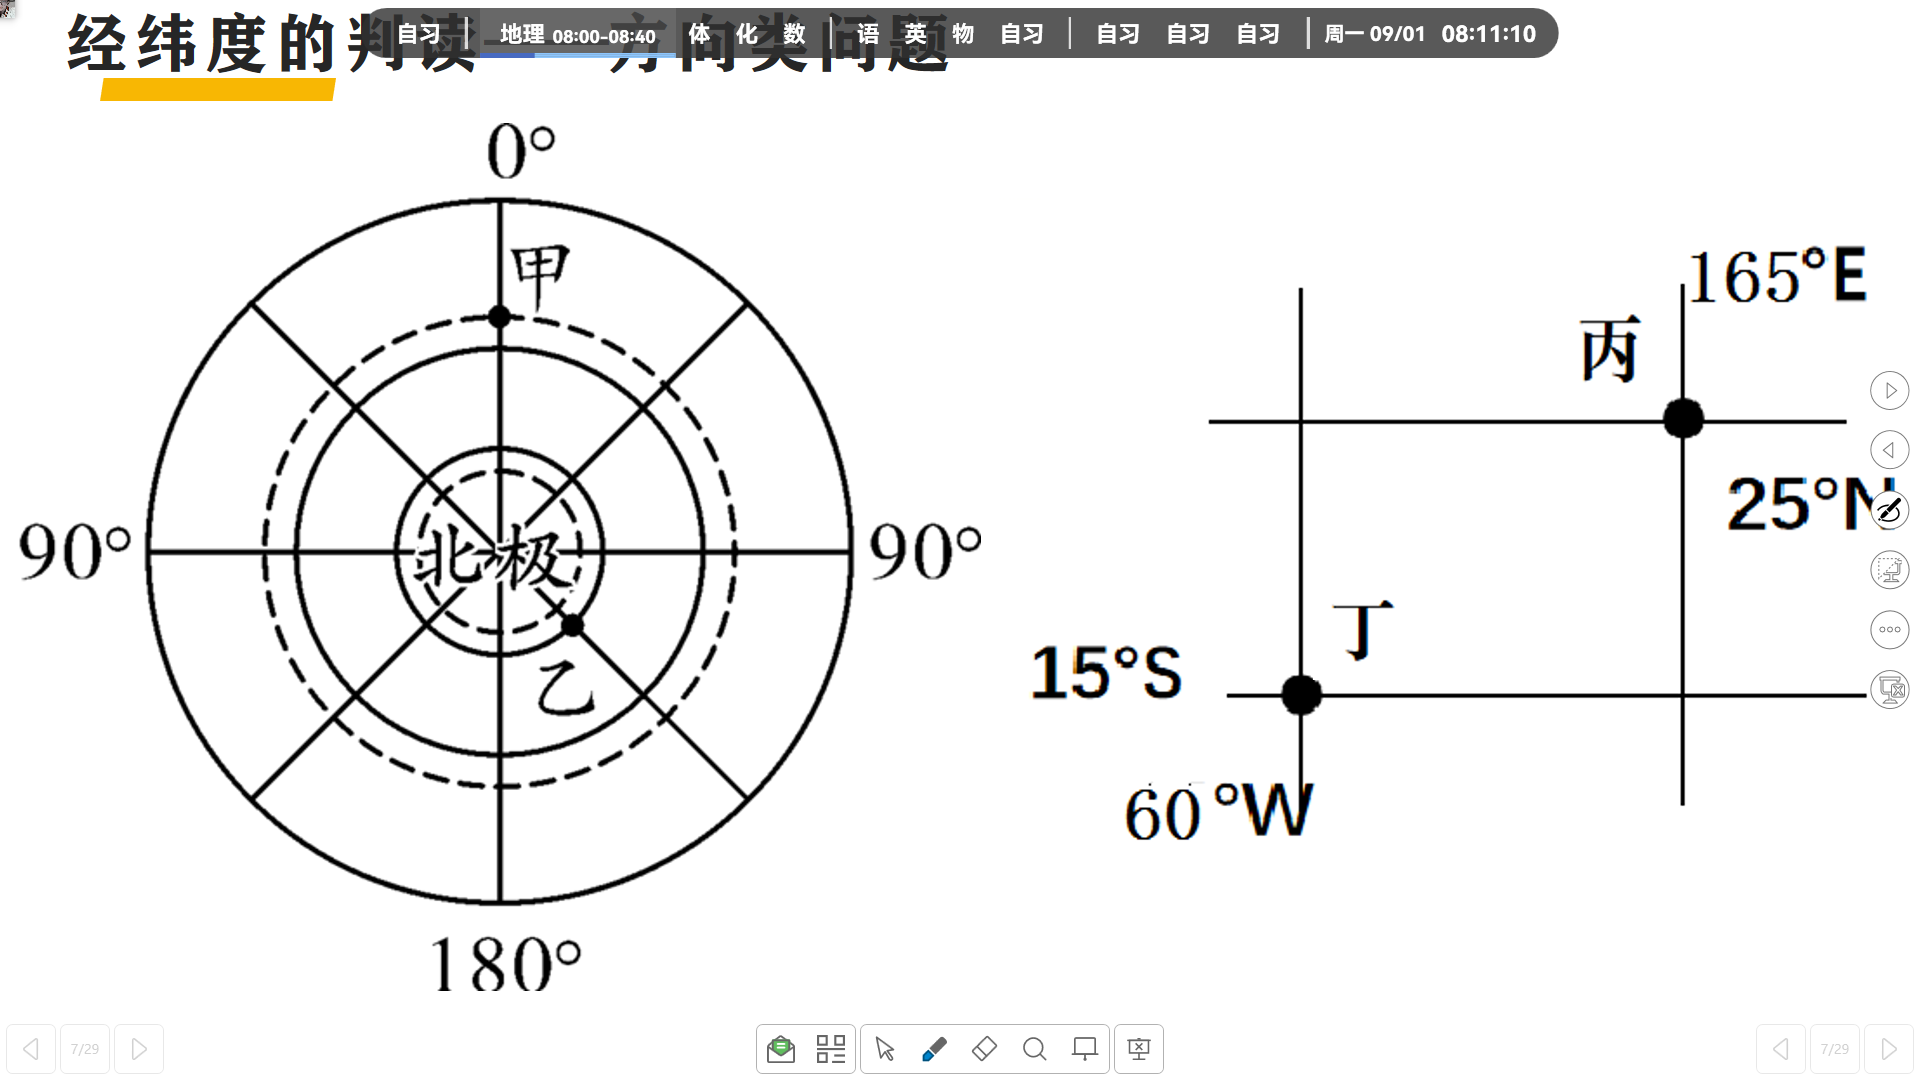 经纬度的判读——方向类问题
自习 | 地理 08:00-08:40 体 化 数 | 语 英 物 自习 | 自习 自习 自习 | 周一 09/01 08:11:10
0°
甲
90°
北极
90°
乙
180°
165°E
丙
25°N
丁
15°S
60°W
7/29
7/29